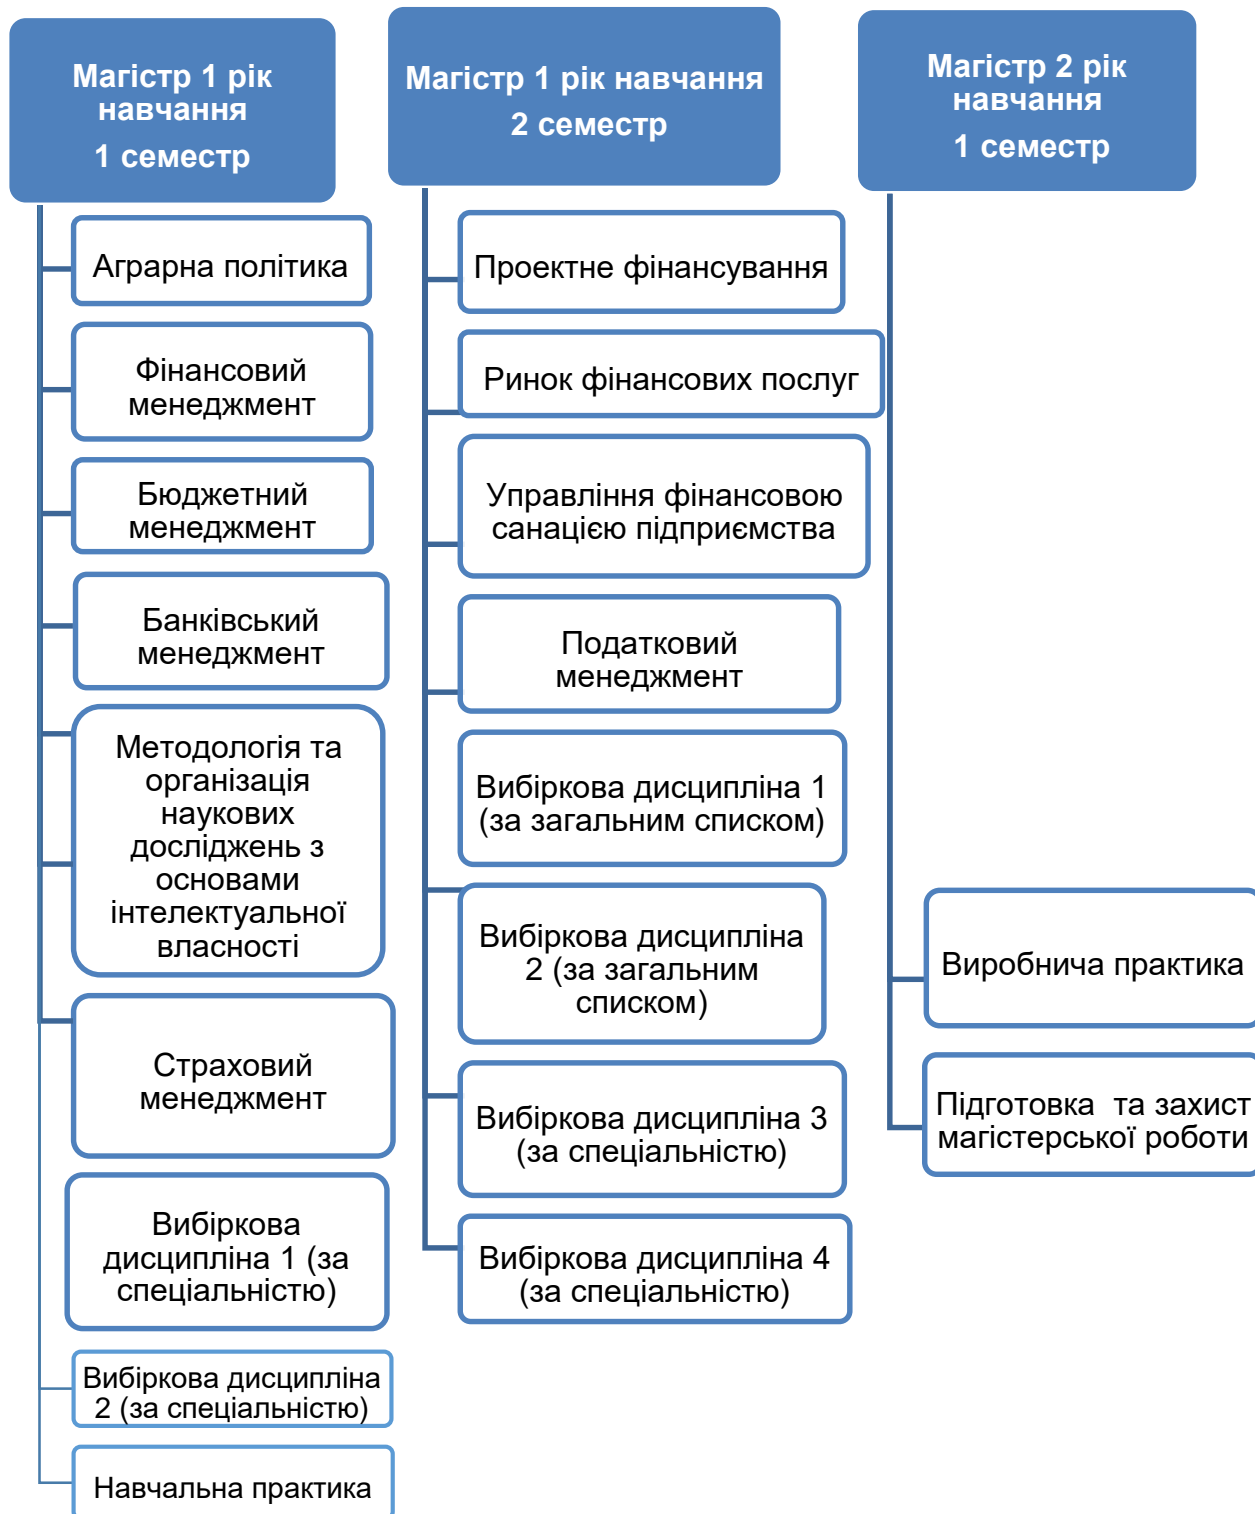 Магістр 1 рік
навчання
1 семестр
Аграрна політика
Фінансовий
менеджмент
Бюджетний
менеджмент
Банківський
менеджмент
Методологія та
організація
наукових
досліджень з
основами
інтелектуальної
власності
Страховий
менеджмент
Вибіркова
дисципліна 1 (за
спеціальністю)
Вибіркова дисципліна
2 (за спеціальністю)
Навчальна практика
Магістр 1 рік навчання
2 семестр
Проектне фінансування
Ринок фінансових послуг
Управління фінансовою
санацією підприємства
Податковий
менеджмент
Вибіркова дисципліна 1
(за загальним списком)
Вибіркова дисципліна
2 (за загальним
списком)
Вибіркова дисципліна 3
(за спеціальністю)
Вибіркова дисципліна 4
(за спеціальністю)
Магістр 2 рік
навчання
1 семестр
Виробнича практика
Підготовка  та захист
магістерської роботи